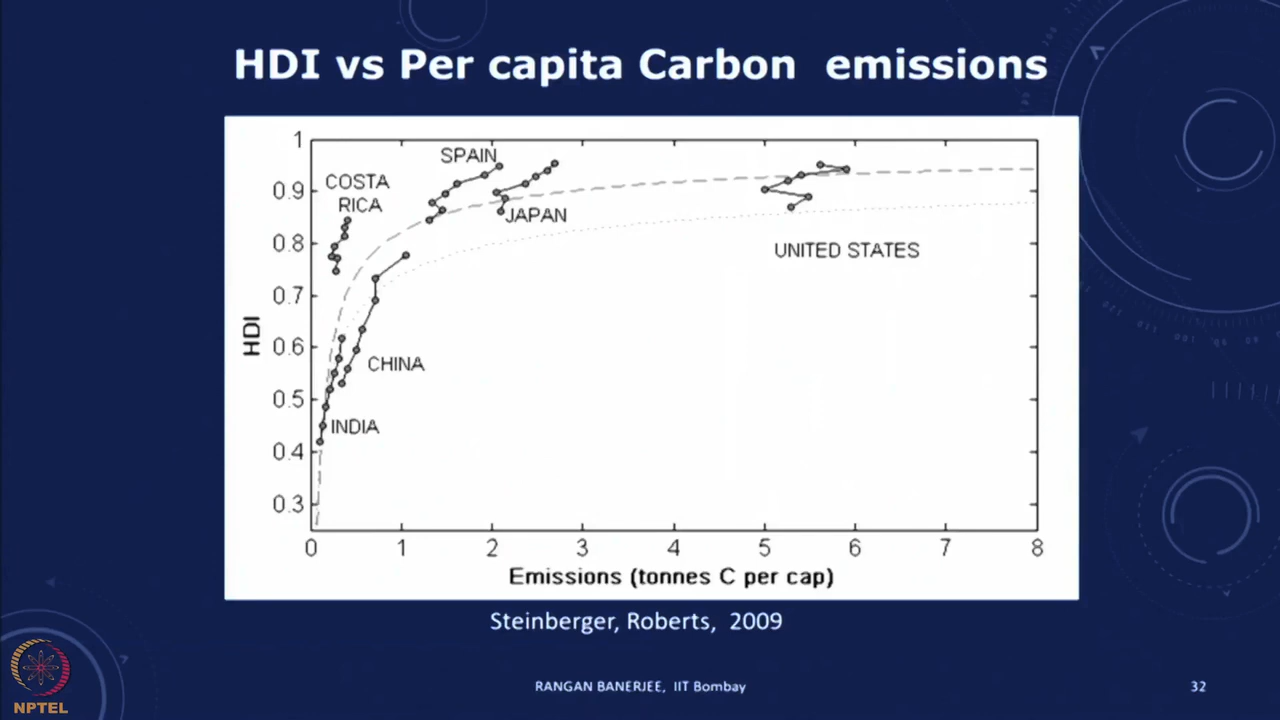 HDI vs Per capita Carbon emissions
1
0.9
0.8
0.7
0.6
0.5
0.4
0.3
HDI
SPAIN
COSTA
RICA
JAPAN
UNITED STATES
CHINA
INDIA
0 1 2 3 4 5 6 7 8
Emissions (tonnes C per cap)
Steinberger, Roberts, 2009
NPTEL
RANGAN BANERJEE, IIT Bombay
32